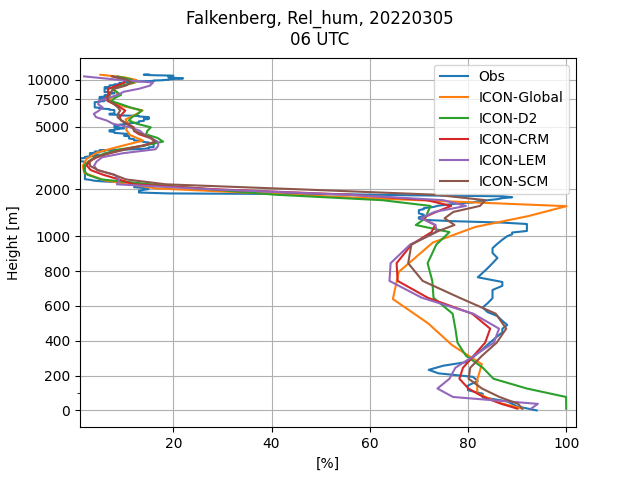 Falkenberg, Rel_hum, 20220305
06 UTC
Obs
ICON-Global
ICON-D2
ICON-CRM
ICON-LEM
ICON-SCM
Height [m]
10000
7500
5000
2000
1000
800
600
400
200
0
20
40
60
80
100
[%]